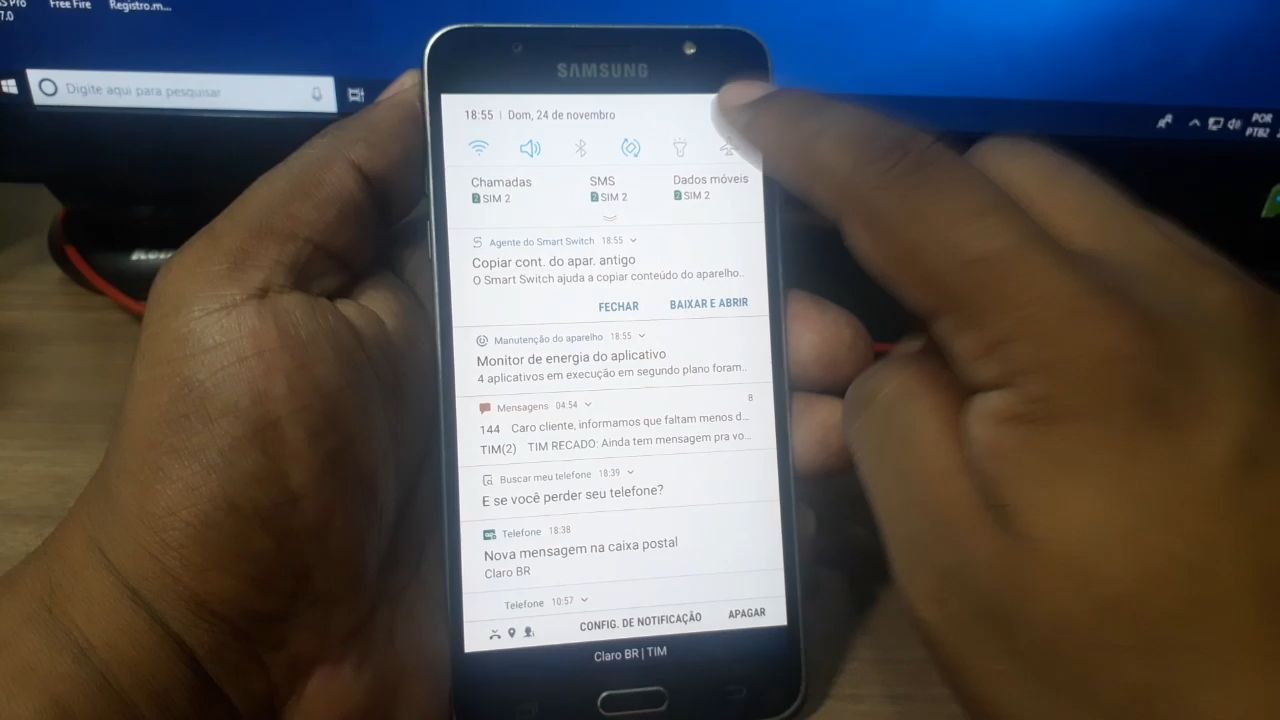 Free Fire
Registro.m...
7.0
Digite aqui para pesquisar
POR
PTB2
SAMSUNG
18:55 | Dom, 24 de novembro
Chamadas
SIM 2
SMS
SIM 2
Dados móveis
SIM 2
Agente do Smart Switch 18:55
Copiar cont. do apar. antigo
O Smart Switch ajuda a copiar conteúdo do aparelho..
FECHAR
BAIXAR E ABRIR
Manutenção do aparelho 18:55
Monitor de energia do aplicativo
4 aplicativos em execução em segundo plano foram..
Mensagens 04:54
8
144 Caro cliente, informamos que faltam menos d...
TIM(2) TIM RECADO: Ainda tem mensagem pra vo...
Buscar meu telefone 18:39
E se você perder seu telefone?
Telefone 18:38
Nova mensagem na caixa postal
Claro BR
Telefone 10:57
CONFIG. DE NOTIFICAÇÃO
APAGAR
Claro BR | TIM